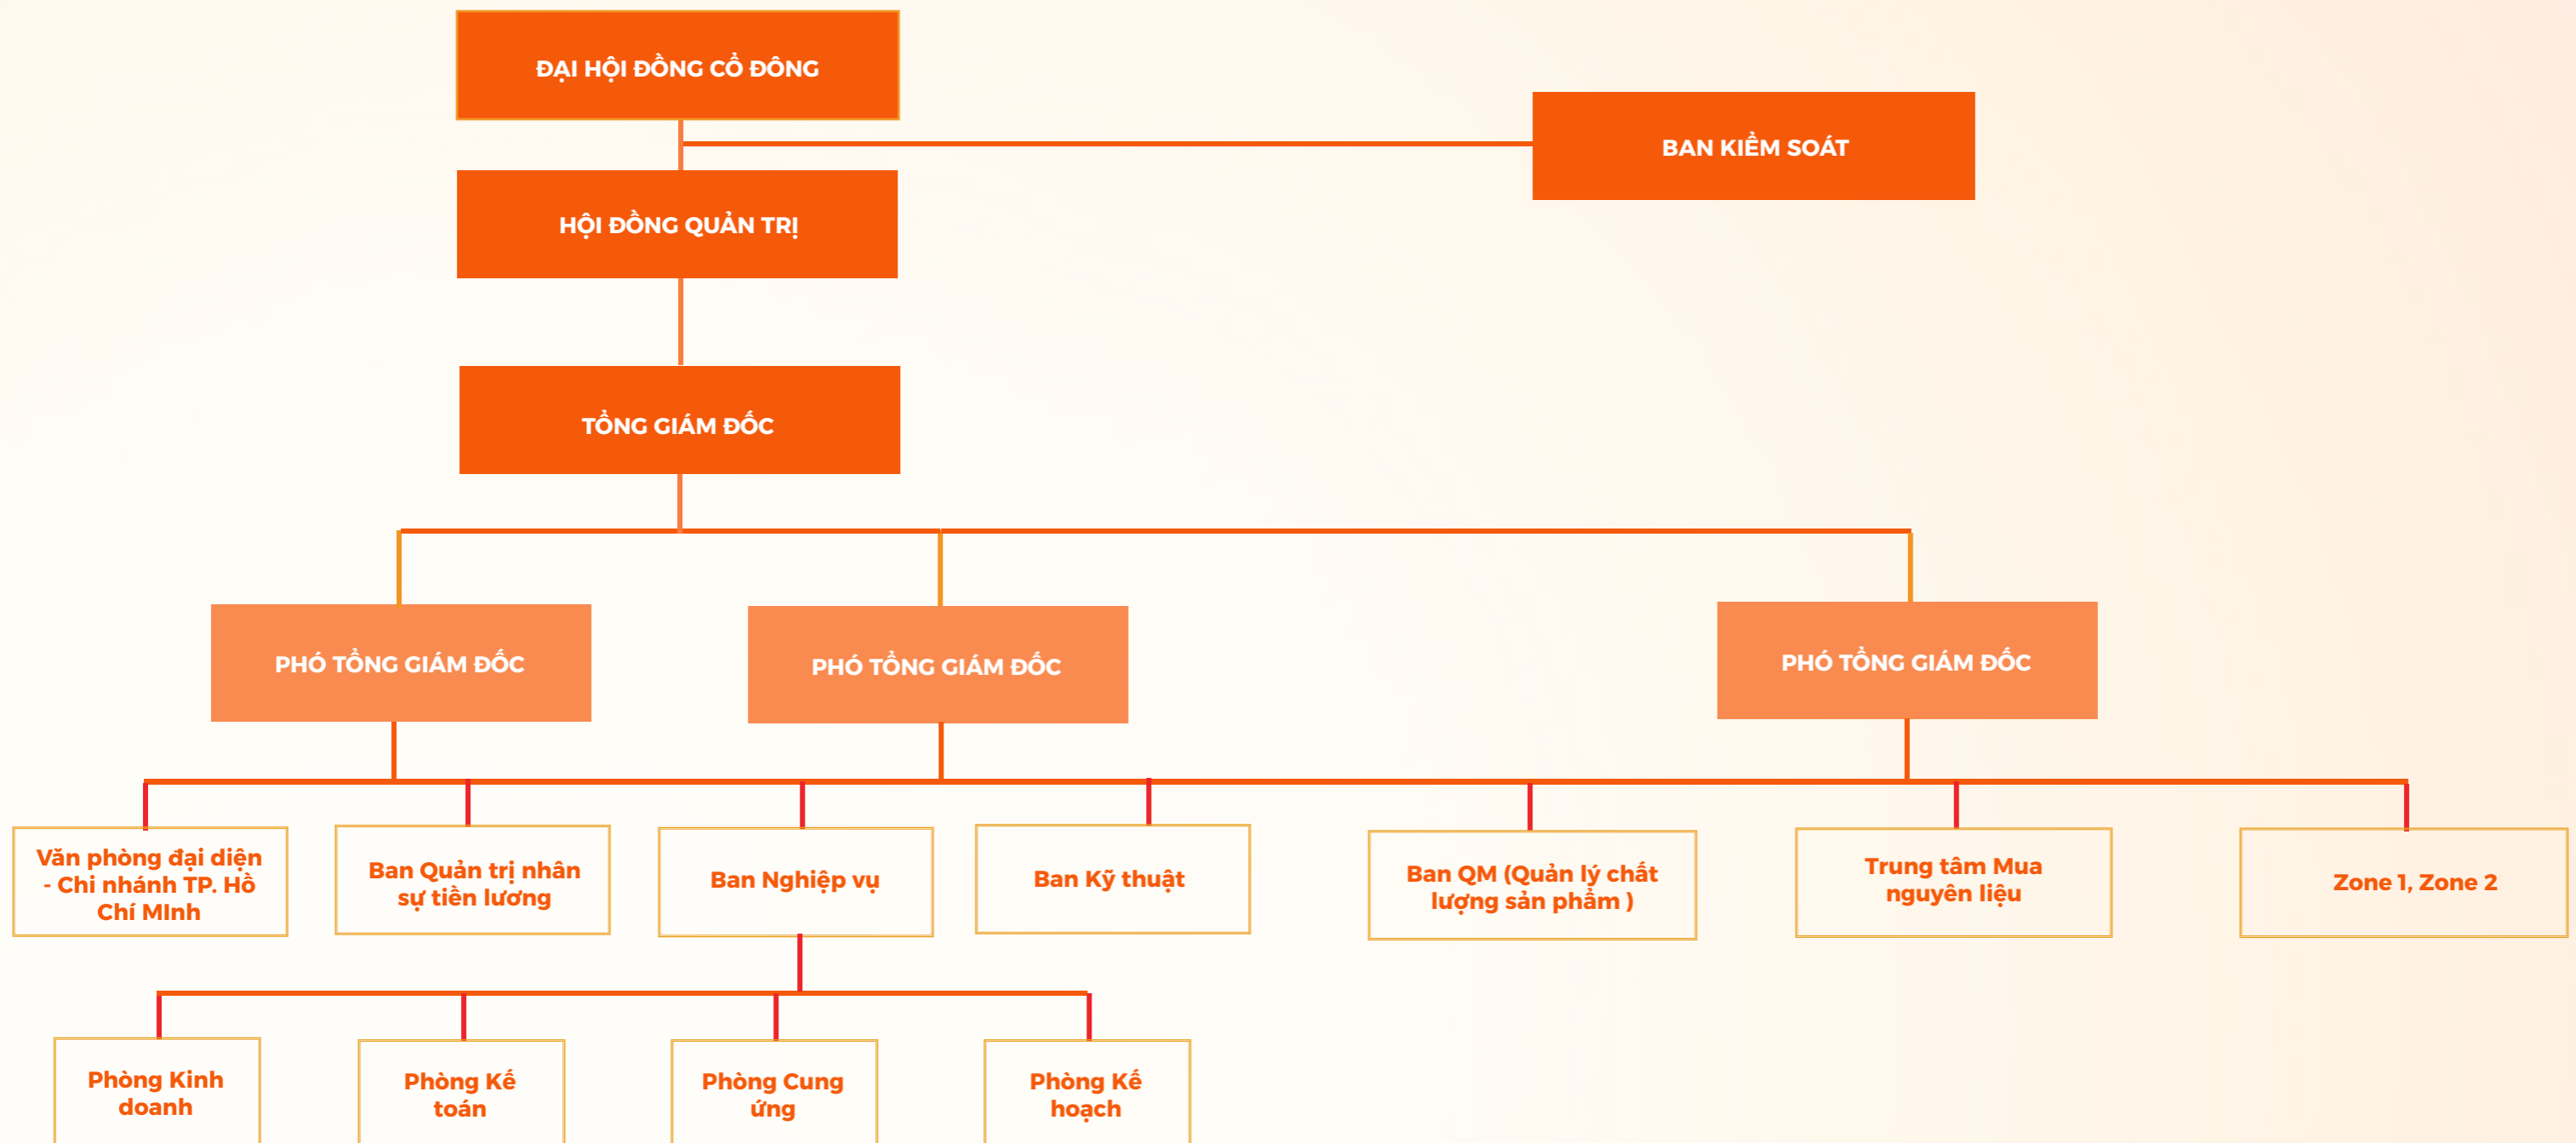 ĐẠI HỘI ĐỒNG CỔ ĐÔNG
BAN KIỂM SOÁT
HỘI ĐỒNG QUẢN TRỊ
TỔNG GIÁM ĐỐC
PHÓ TỔNG GIÁM ĐỐC
PHÓ TỔNG GIÁM ĐỐC
PHÓ TỔNG GIÁM ĐỐC
Văn phòng đại diện
- Chi nhánh TP. Hồ
Chí MInh
Ban Quản trị nhân
sự tiền lương
Ban Nghiệp vụ
Ban Kỹ thuật
Ban QM (Quản lý chất
lượng sản phẩm )
Trung tâm Mua
nguyên liệu
Zone 1, Zone 2
Phòng Kinh
doanh
Phòng Kế
toán
Phòng Cung
ứng
Phòng Kế
hoạch